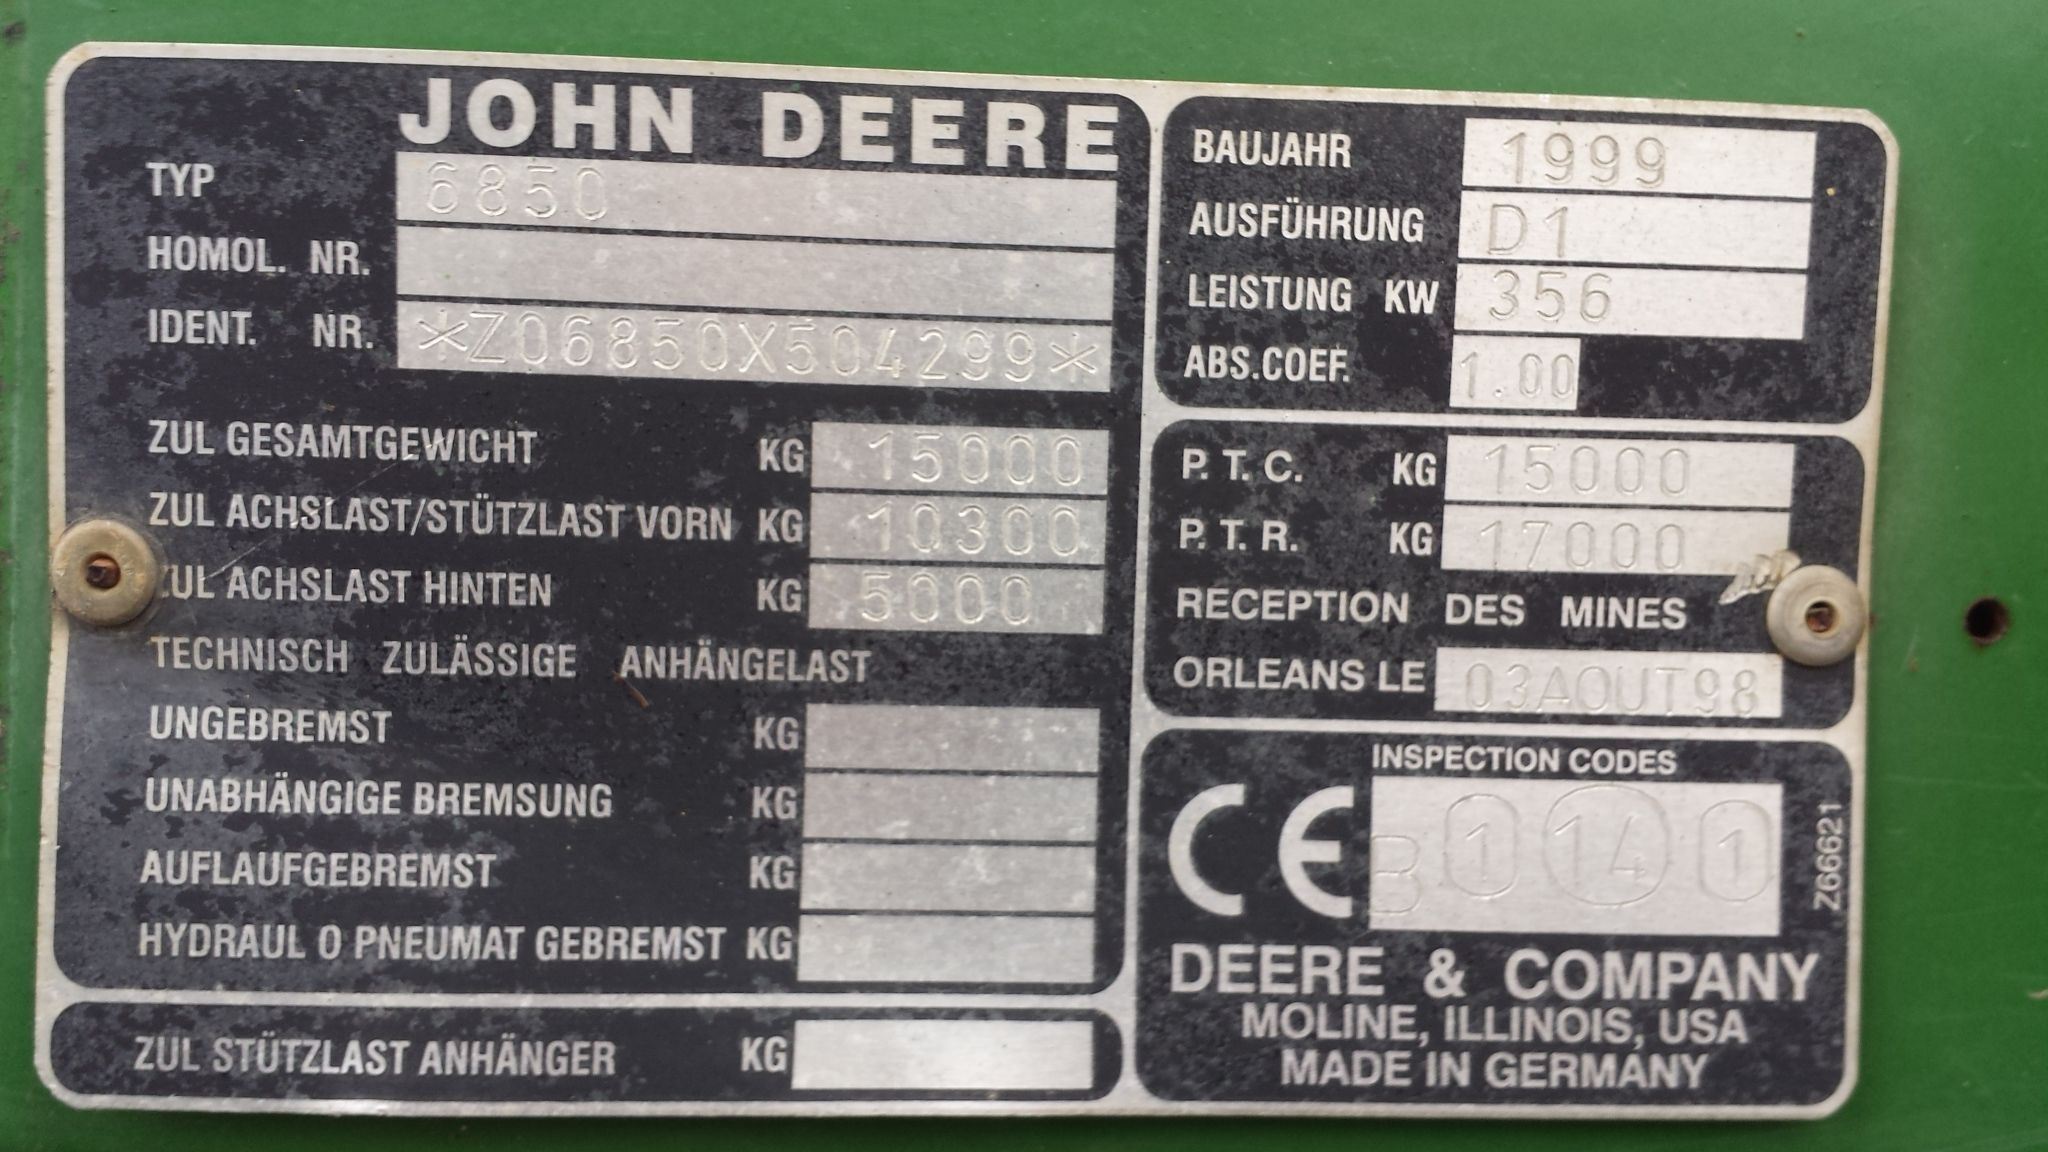 JOHN DEERE
TYP 6850
HOMOL. NR.
IDENT. NR. *Z06850X504299*
ZUL GESAMTGEWICHT KG 15000
ZUL ACHSLAST/STÜTZLAST VORN KG 10300
ZUL ACHSLAST HINTEN KG 5000
TECHNISCH ZULÄSSIGE ANHÄNGELAST
UNGEBREMST KG
UNABHÄNGIGE BREMSUNG KG
AUFLAUFGEBREMST KG
HYDRAUL O PNEUMAT GEBREMST KG
ZUL STÜTZLAST ANHÄNGER KG
BAUJAHR 1999
AUSFÜHRUNG D1
LEISTUNG KW 356
ABS.COEF. 1.00
P. T. C. KG 15000
P. T. R. KG 17000
RECEPTION DES MINES
ORLEANS LE 03AOUT98
INSPECTION CODES
CE B 1 14 1
Z66621
DEERE & COMPANY
MOLINE, ILLINOIS, USA
MADE IN GERMANY